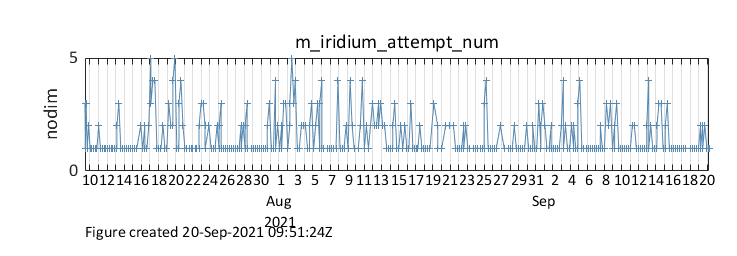 m_iridium_attempt_num
5
nodim
0
10 12 14 16 18 20 22 24 26 28 30 1 3 5 7 9 11 13 15 17 19 21 23 25 27 29 31 2 4 6 8 10 12 14 16 18 20
Aug Sep
2021
Figure created 20-Sep-2021 09:51:24Z